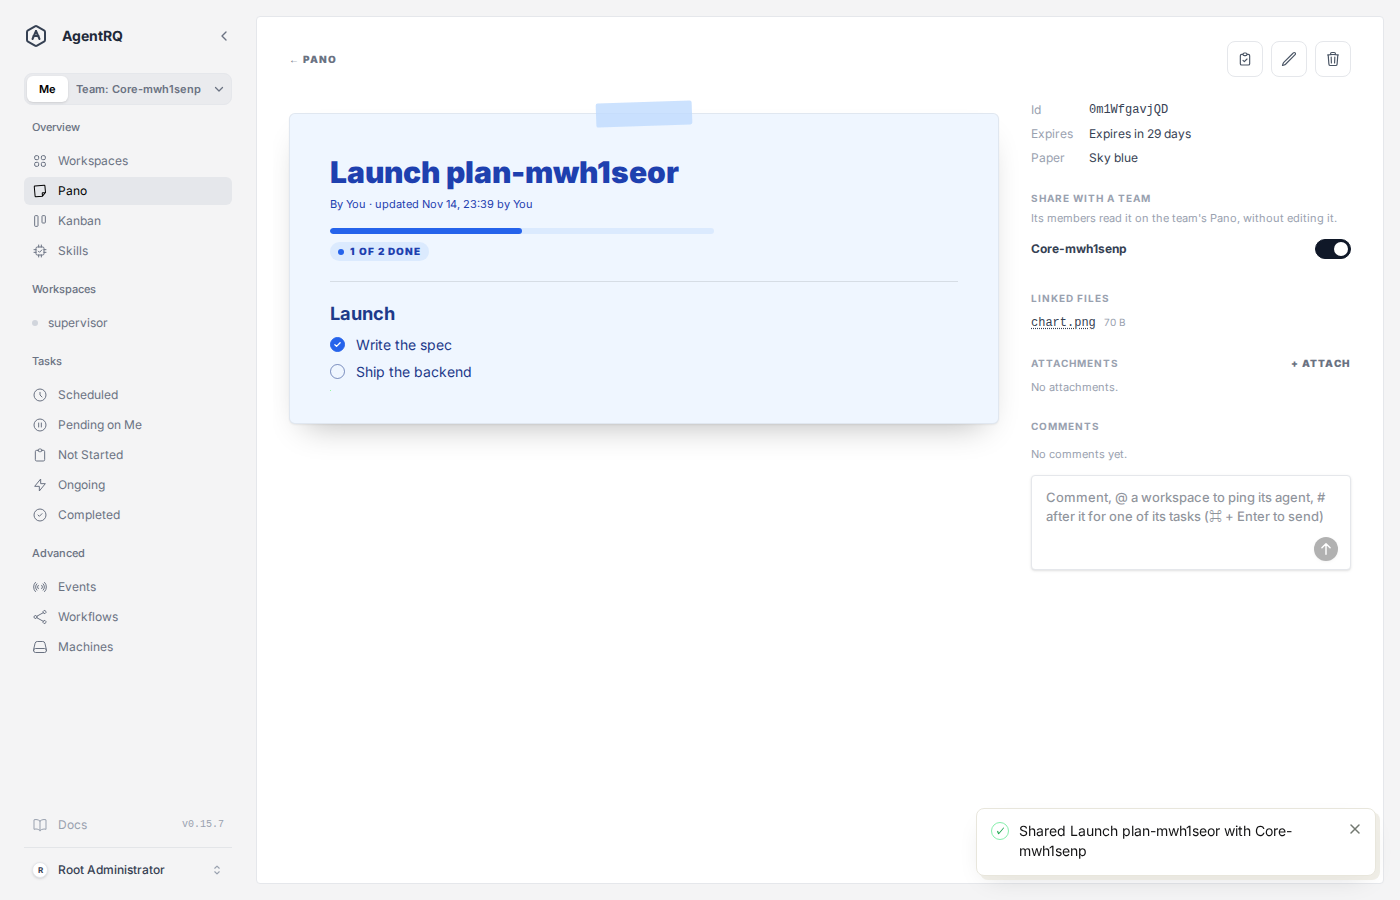 AgentRQ
Me
Team: Core-mwh1senp
Overview
Workspaces
Pano
Kanban
Skills
Workspaces
supervisor
Tasks
Scheduled
Pending on Me
Not Started
Ongoing
Completed
Advanced
Events
Workflows
Machines
Docs
v0.15.7
R
Root Administrator
← PANO
Launch plan-mwh1seor
By You · updated Nov 14, 23:39 by You
1 OF 2 DONE
Launch
Write the spec
Ship the backend
Id 0m1WfgavjQD
Expires Expires in 29 days
Paper Sky blue
SHARE WITH A TEAM
Its members read it on the team's Pano, without editing it.
Core-mwh1senp
LINKED FILES
chart.png 70 B
ATTACHMENTS
+ ATTACH
No attachments.
COMMENTS
No comments yet.
Comment, @ a workspace to ping its agent, #
after it for one of its tasks (⌘ + Enter to send)
Shared Launch plan-mwh1seor with Core-
mwh1senp